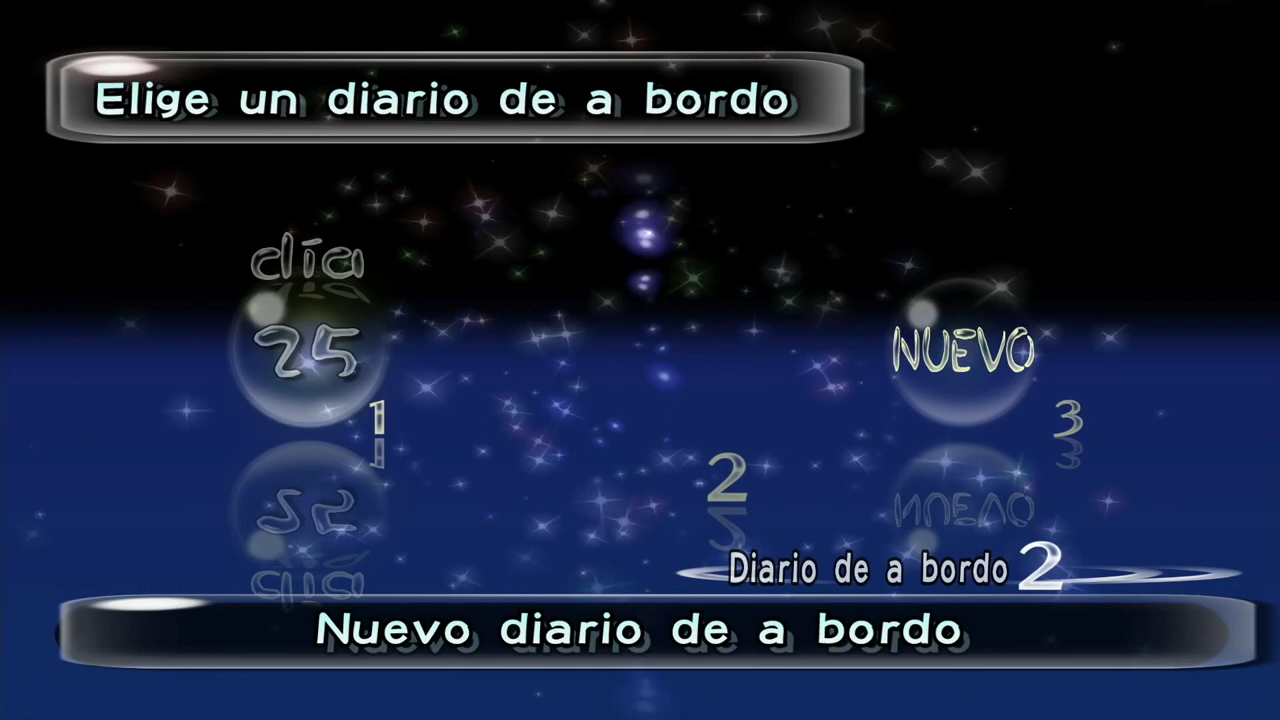 Elige un diario de a bordo
día
25
1
NUEVO
3
2
Diario de a bordo 2
Nuevo diario de a bordo